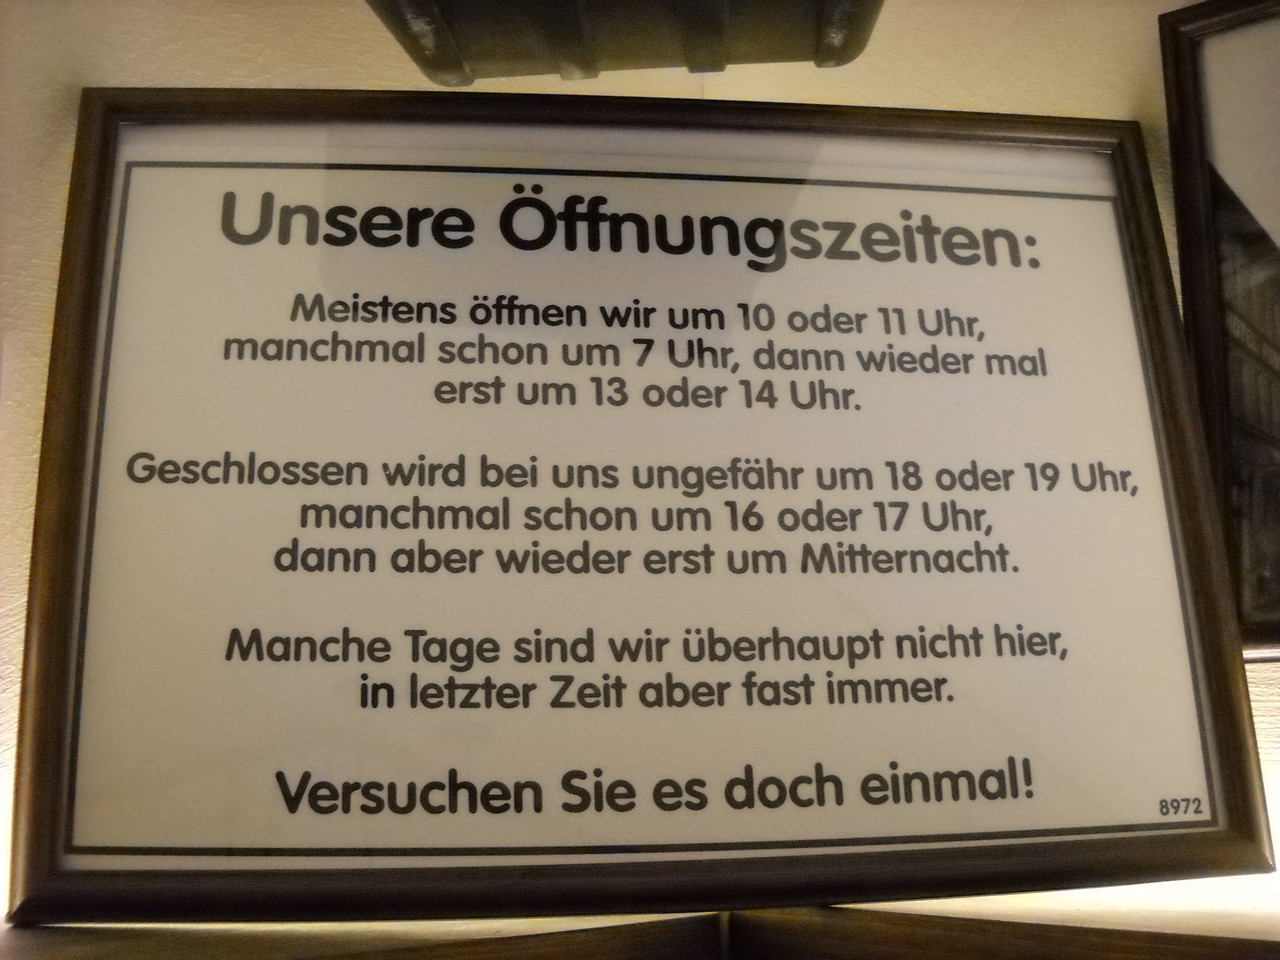 Unsere Öffnungszeiten:
Meistens öffnen wir um 10 oder 11 Uhr,
manchmal schon um 7 Uhr, dann wieder mal
erst um 13 oder 14 Uhr.
Geschlossen wird bei uns ungefähr um 18 oder 19 Uhr,
manchmal schon um 16 oder 17 Uhr,
dann aber wieder erst um Mitternacht.
Manche Tage sind wir überhaupt nicht hier,
in letzter Zeit aber fast immer.
Versuchen Sie es doch einmal!
8972